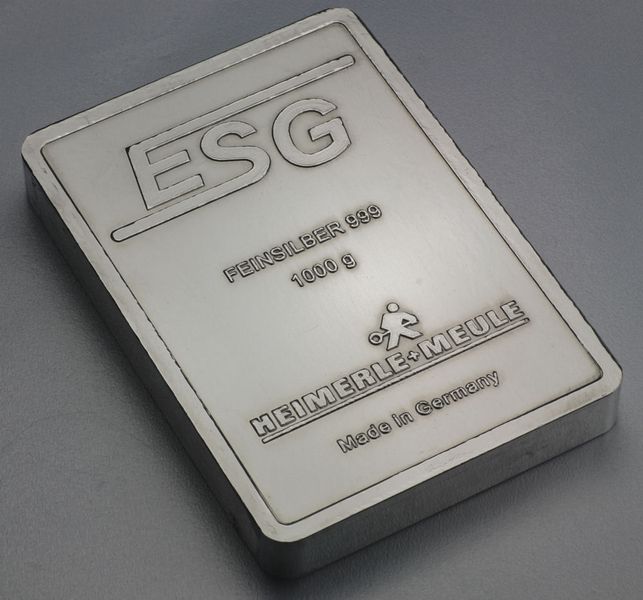 ESG
FEINSILBER 999
1000 g
HEIMERLE+MEULE
Made in Germany